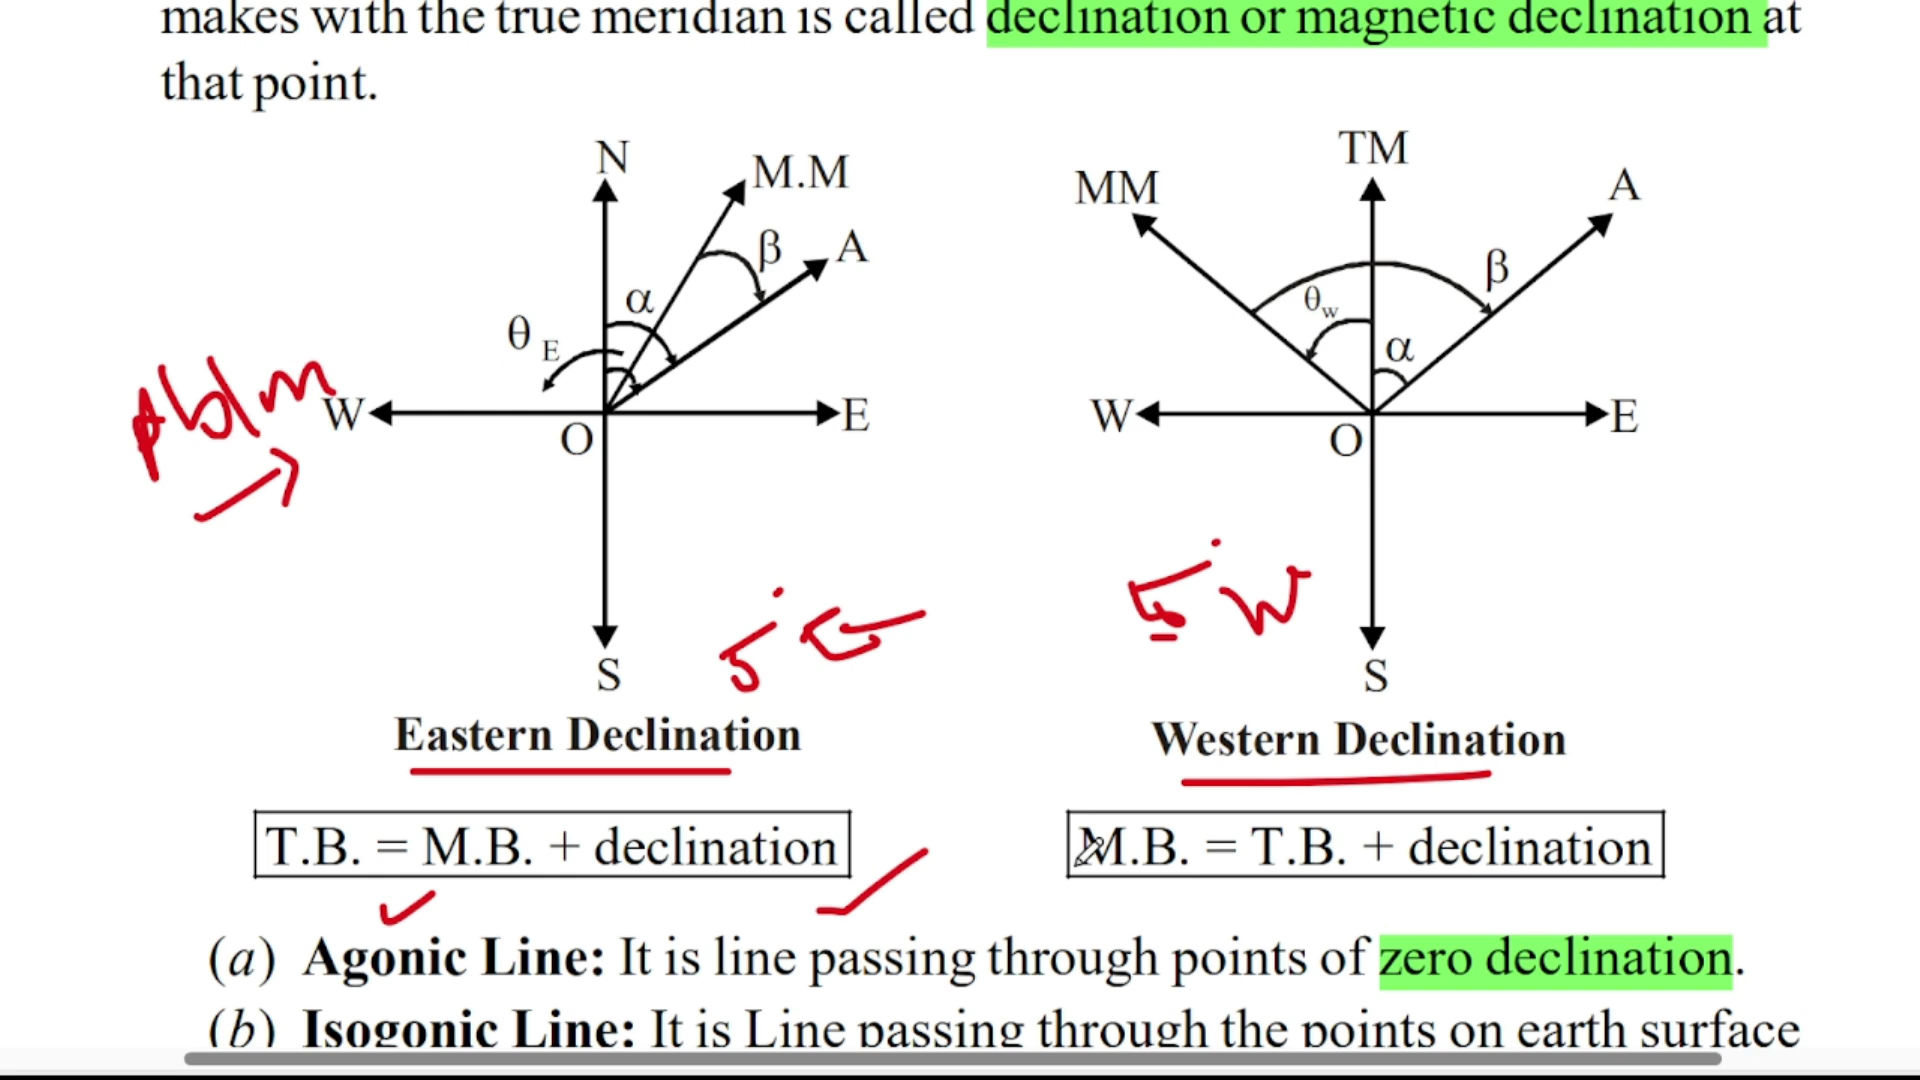 makes with the true meridian is called declination or magnetic declination at
that point.
N
M.M
β
A
α
θ E
W
E
O
S
Eastern Declination
T.B. = M.B. + declination
TM
MM
A
β
θw
α
W
E
O
S
5° W
Western Declination
M.B. = T.B. + declination
(a) Agonic Line: It is line passing through points of zero declination.
(b) Isogonic Line: It is Line passing through the points on earth surface